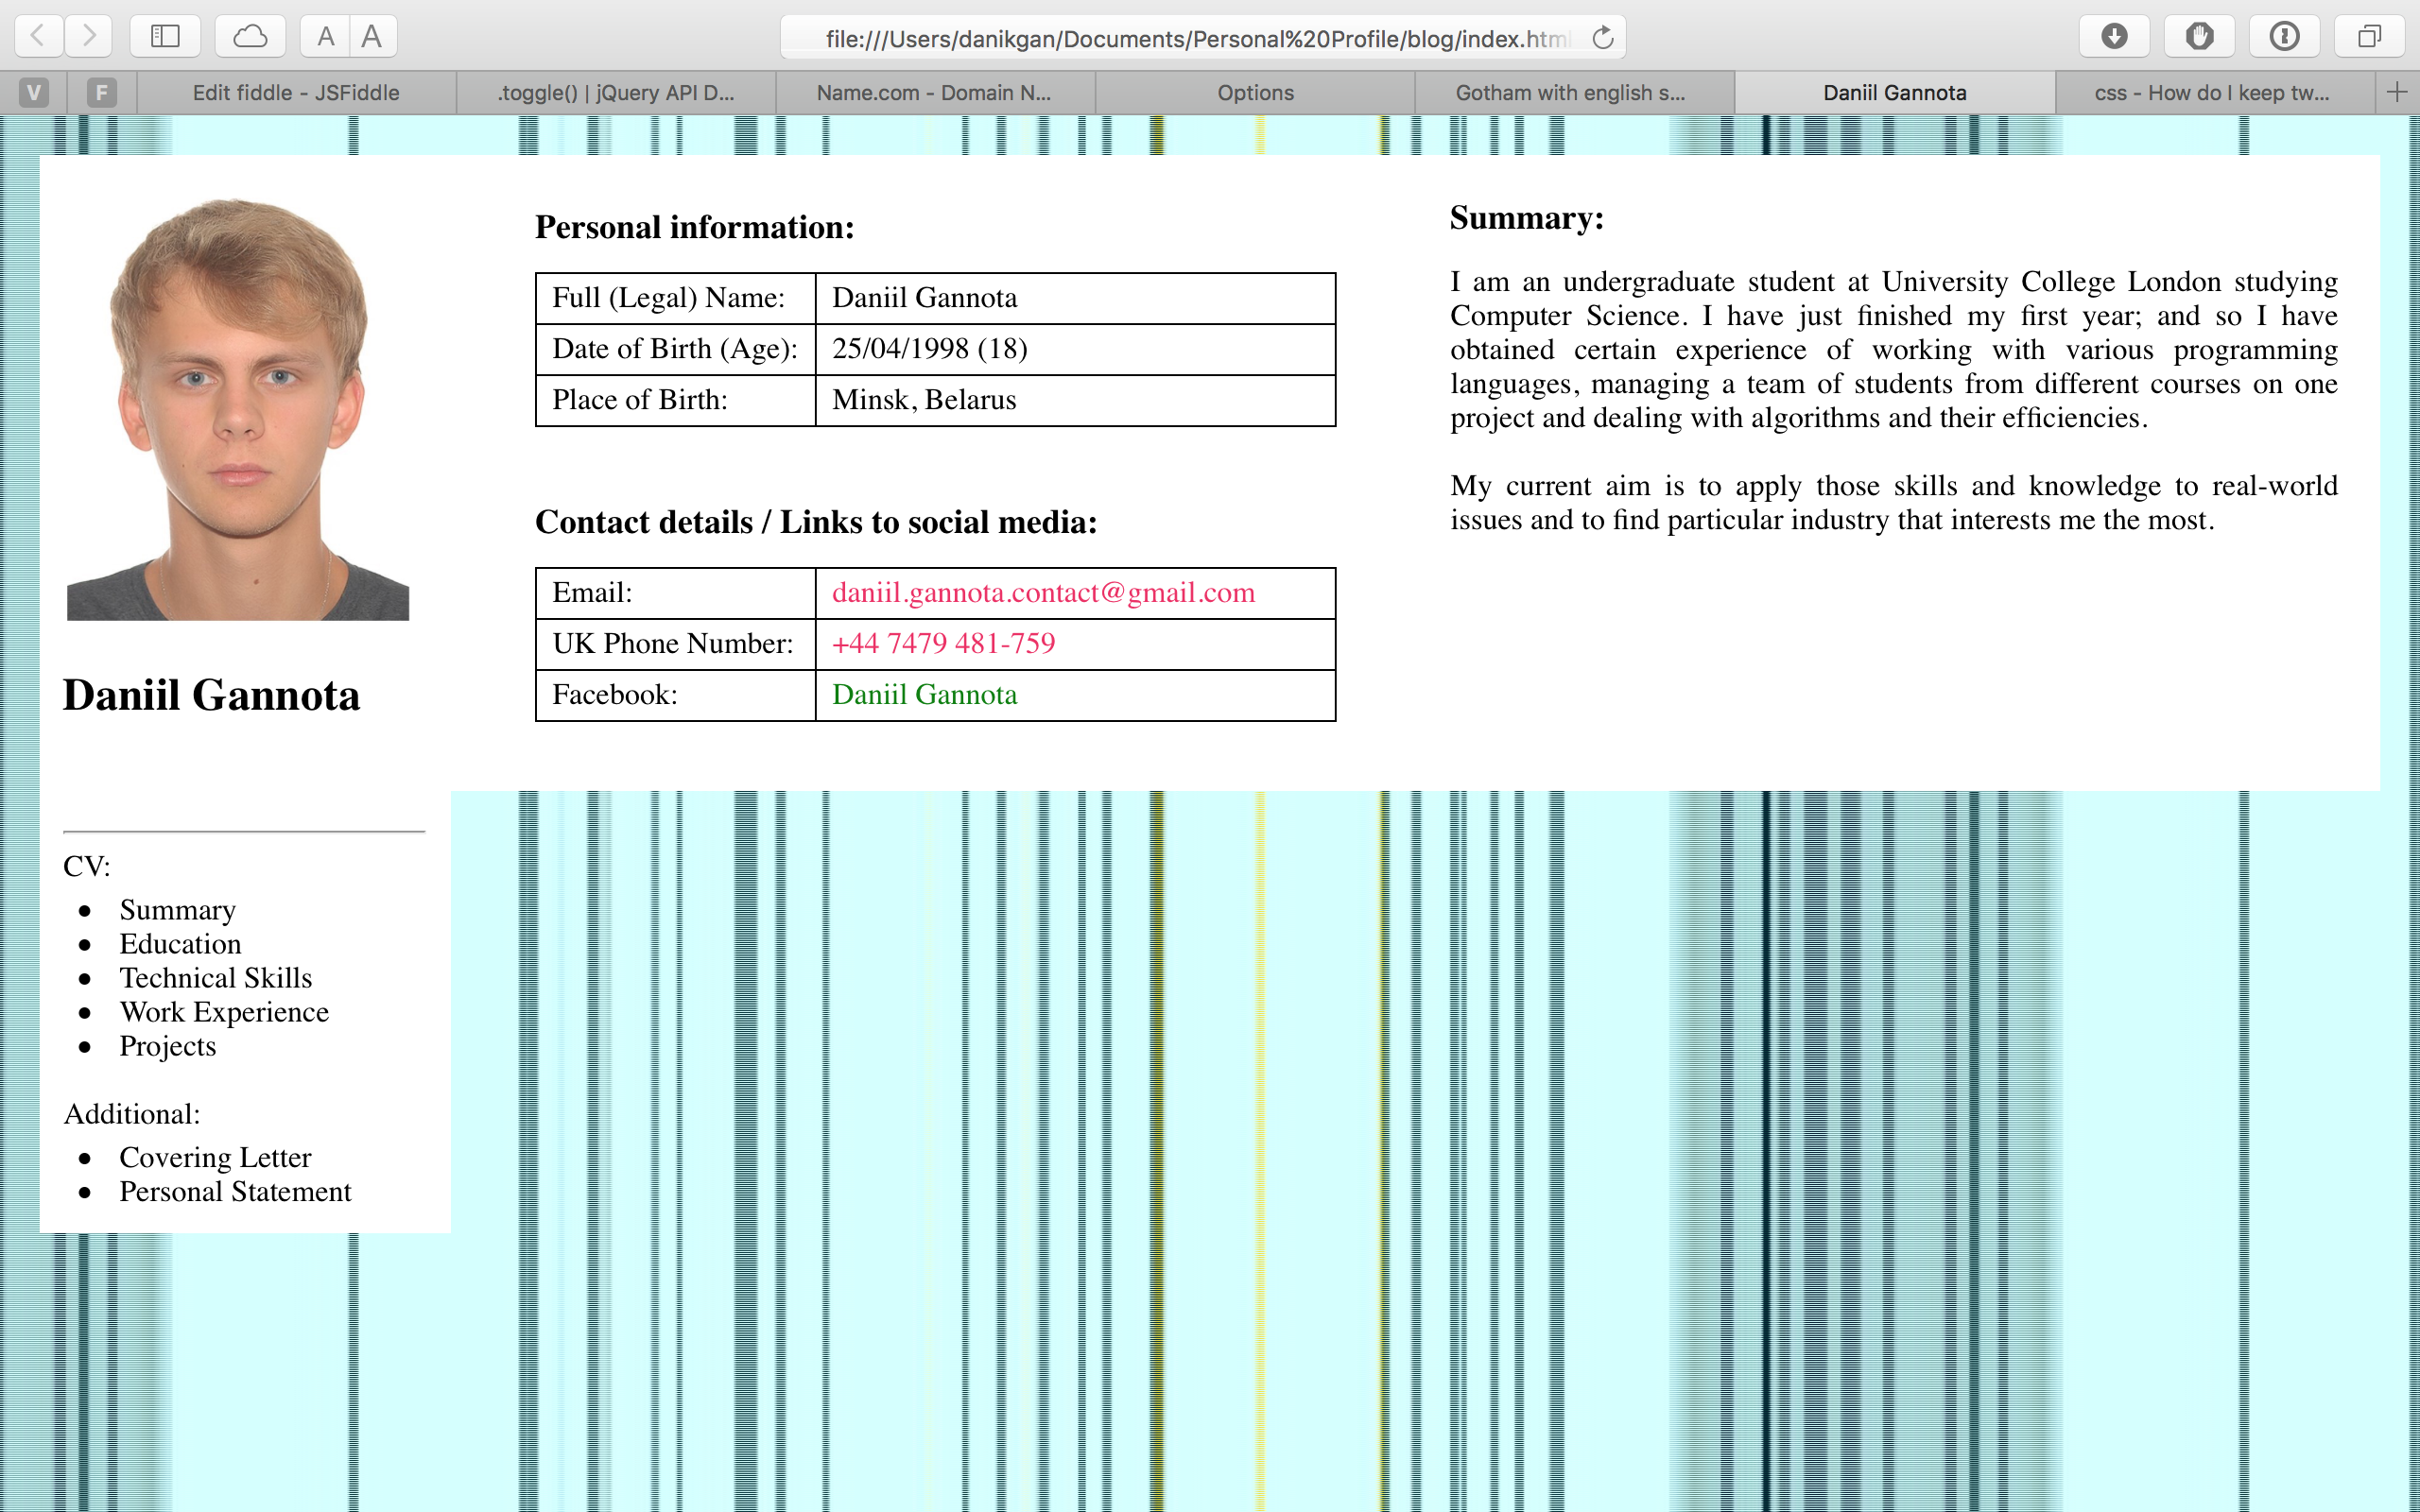 A A
file:///Users/danikgan/Documents/Personal%20Profile/blog/index.html
V F Edit fiddle - JSFiddle .toggle() | jQuery API D... Name.com - Domain N... Options Gotham with english s... Daniil Gannota css - How do I keep tw...
Daniil Gannota
CV:
Summary
Education
Technical Skills
Work Experience
Projects
Additional:
Covering Letter
Personal Statement
Personal information:
Full (Legal) Name: Daniil Gannota
Date of Birth (Age): 25/04/1998 (18)
Place of Birth: Minsk, Belarus
Contact details / Links to social media:
Email: daniil.gannota.contact@gmail.com
UK Phone Number: +44 7479 481-759
Facebook: Daniil Gannota
Summary:
I am an undergraduate student at University College London studying
Computer Science. I have just finished my first year; and so I have
obtained certain experience of working with various programming
languages, managing a team of students from different courses on one
project and dealing with algorithms and their efficiencies.
My current aim is to apply those skills and knowledge to real-world
issues and to find particular industry that interests me the most.